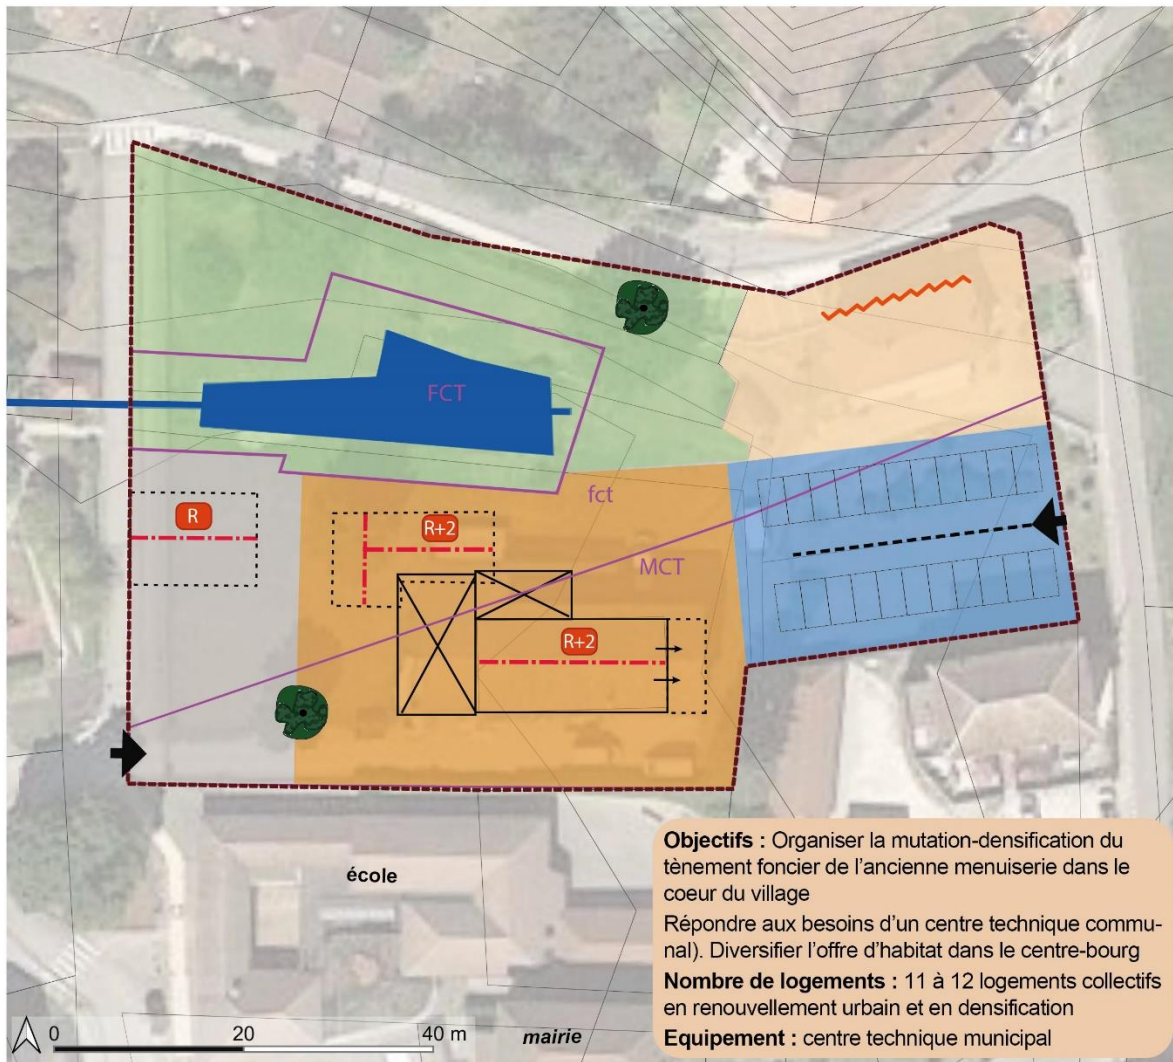 FCT
fct
R
R+2
MCT
R+2
école
Objectifs : Organiser la mutation-densification du
tènement foncier de l'ancienne menuiserie dans le
coeur du village
Répondre aux besoins d'un centre technique commu-
nal). Diversifier l'offre d'habitat dans le centre-bourg
Nombre de logements : 11 à 12 logements collectifs
en renouvellement urbain et en densification
Equipement : centre technique municipal
0 20 40 m
mairie